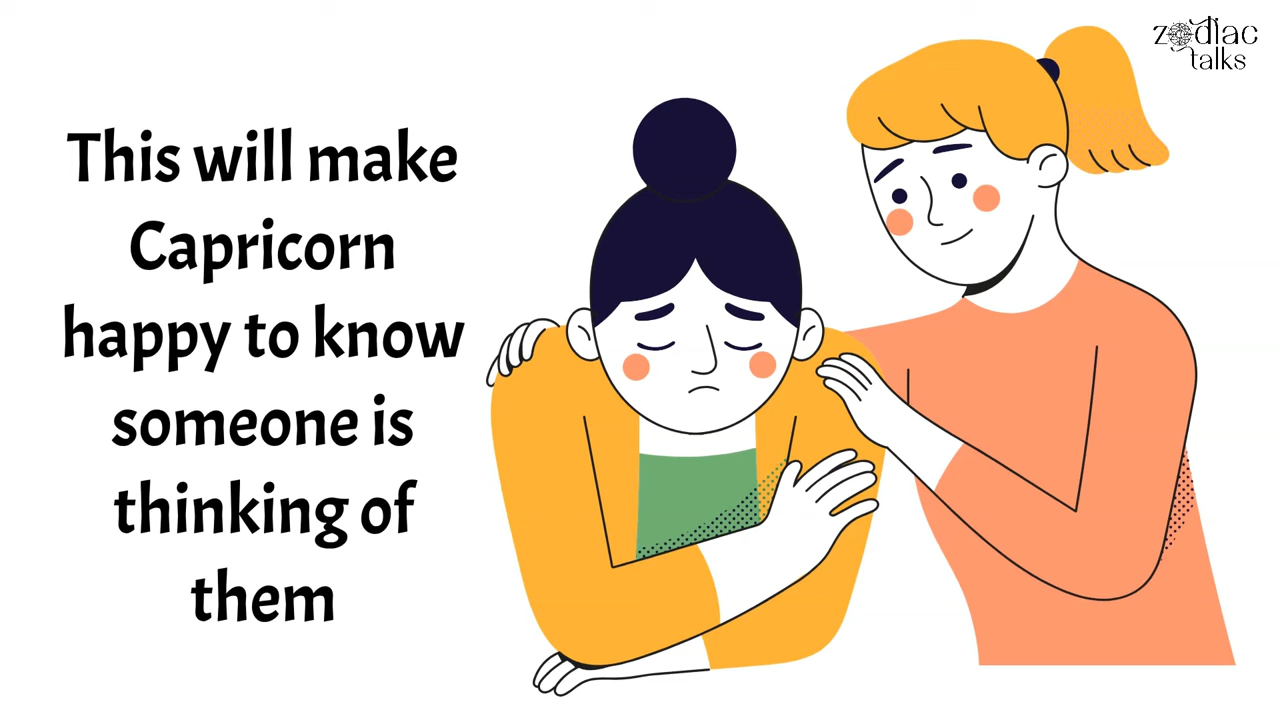 This will make
Capricorn
happy to know
someone is
thinking of
them
zodiac
talks